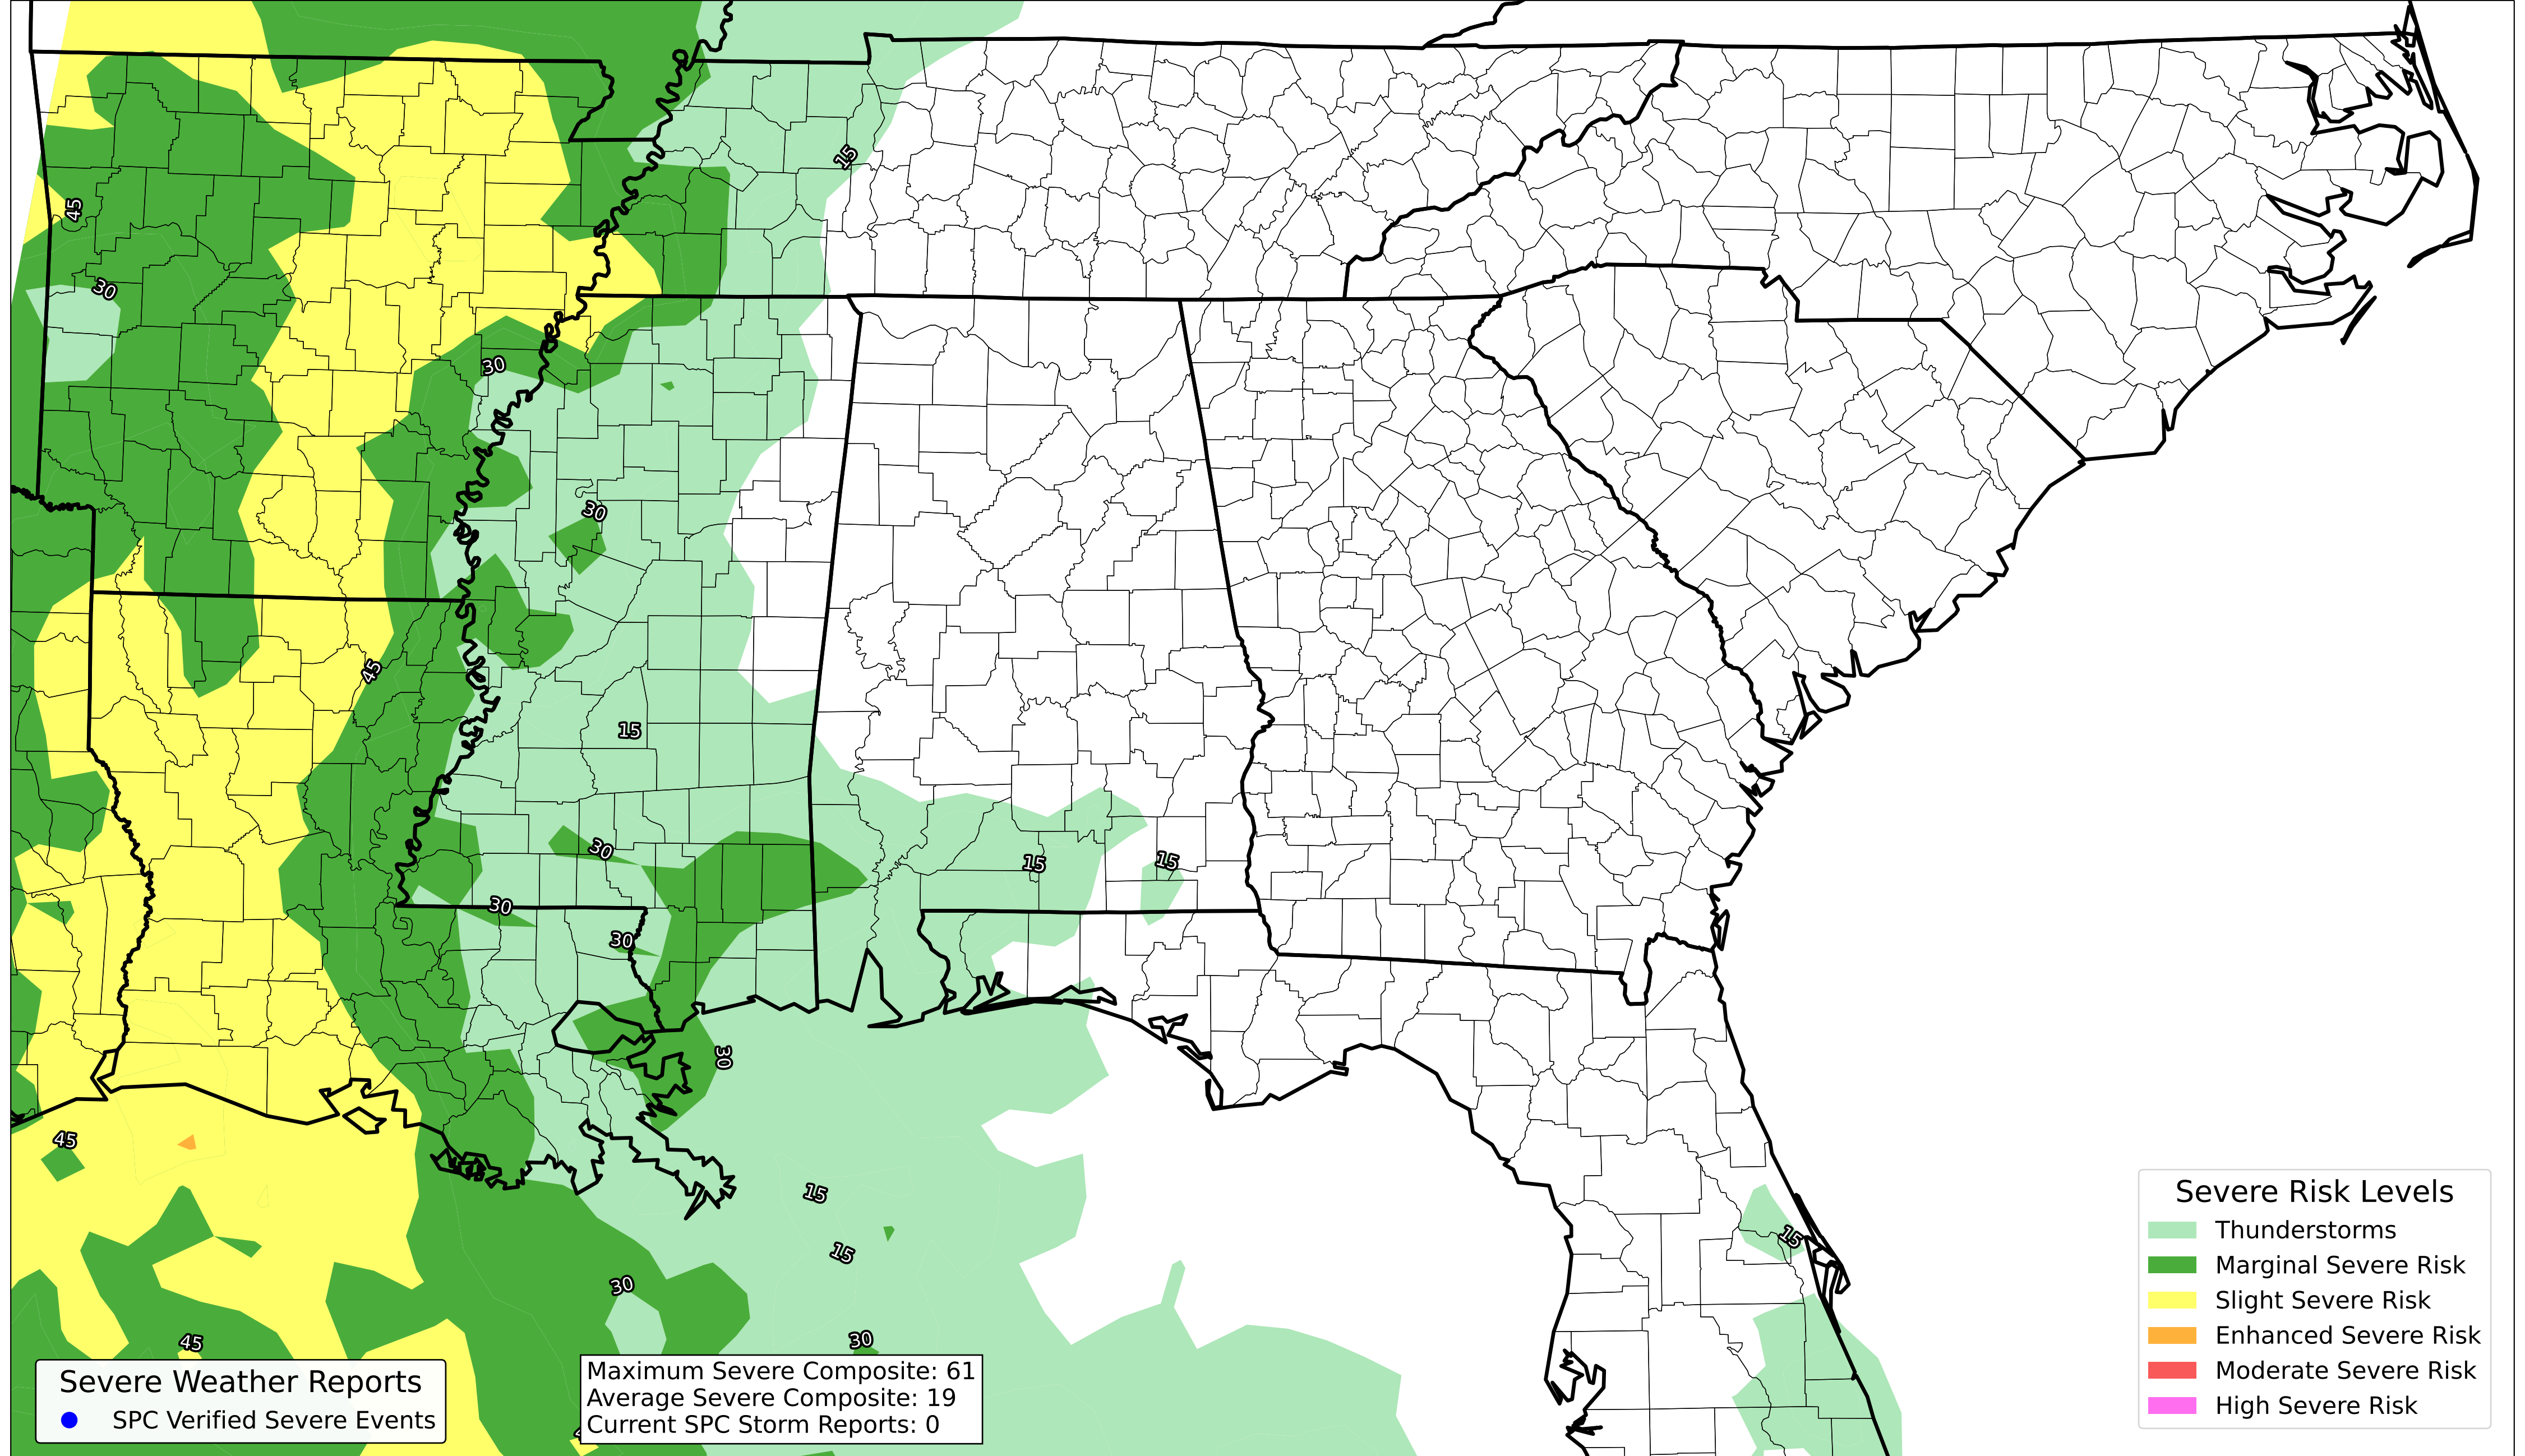 15
45
30
30
30
45
15
30
15
15
30
30
30
45
15
15
15
30
30
45
Severe Risk Levels
Thunderstorms
Marginal Severe Risk
Slight Severe Risk
Enhanced Severe Risk
Moderate Severe Risk
High Severe Risk
Severe Weather Reports
SPC Verified Severe Events
Maximum Severe Composite: 61
Average Severe Composite: 19
Current SPC Storm Reports: 0